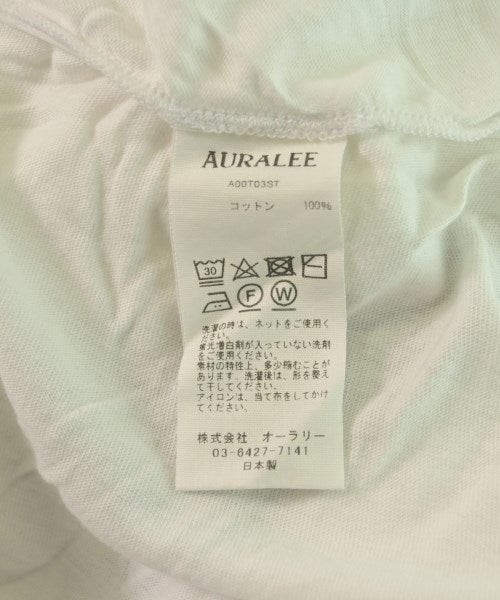 AURALEE
A00T03ST
コットン 100%
30
F W
洗濯の時は、ネットをご使用く
ださい。
蛍光増白剤が入っていない洗剤
をご使用ください。
素材の特性上、多少縮むことが
あります。洗濯後は、形を整え
て干してください。
アイロンは、当て布をしてかけ
てください。
株式会社 オーラリー
03-6427-7141
日本製